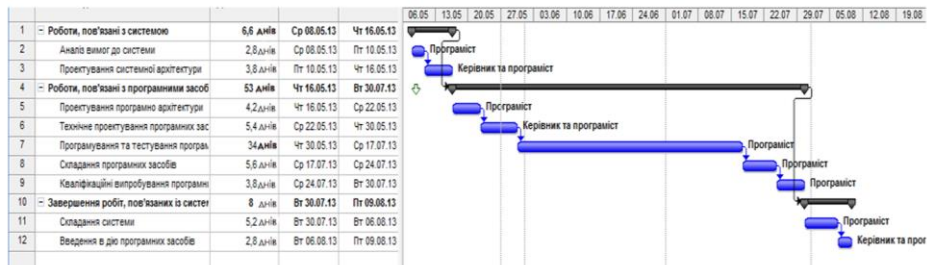 06.05 13.05 20.05 27.05 03.06 10.06 17.06 24.06 01.07 08.07 15.07 22.07 29.07 05.08 12.08 19.08
1 Роботи, пов'язані з системою 6,6 днів Ср 08.05.13 Чт 16.05.13
2 Аналіз вимог до системи 2,8 днів Ср 08.05.13 Пт 10.05.13 Програміст
3 Проектування системної архітектури 3,8 днів Пт 10.05.13 Чт 16.05.13 Керівник та програміст
4 Роботи, пов'язані з програмними засоб 53 днів Чт 16.05.13 Вт 30.07.13
5 Проектування програмно архітектури 4,2 днів Чт 16.05.13 Ср 22.05.13 Програміст
6 Технічне проектування програмних зас 5,4 днів Ср 22.05.13 Чт 30.05.13 Керівник та програміст
7 Програмування та тестування програм 34 днів Чт 30.05.13 Ср 17.07.13 Програміст
8 Складання програмних засобів 5,6 днів Ср 17.07.13 Ср 24.07.13 Програміст
9 Кваліфікаційні випробування програмн 3,8 днів Ср 24.07.13 Вт 30.07.13 Програміст
10 Завершення робіт, пов'язаних із систем 8 днів Вт 30.07.13 Пт 09.08.13
11 Складання системи 5,2 днів Вт 30.07.13 Вт 06.08.13 Програміст
12 Введення в дію програмних засобів 2,8 днів Вт 06.08.13 Пт 09.08.13 Керівник та прог